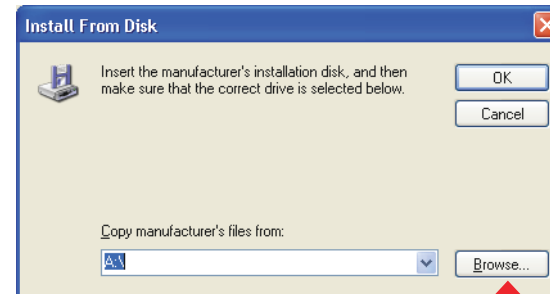 Install From Disk
Insert the manufacturer's installation disk, and then
make sure that the correct drive is selected below.
OK
Cancel
Copy manufacturer's files from:
A:\
Browse...